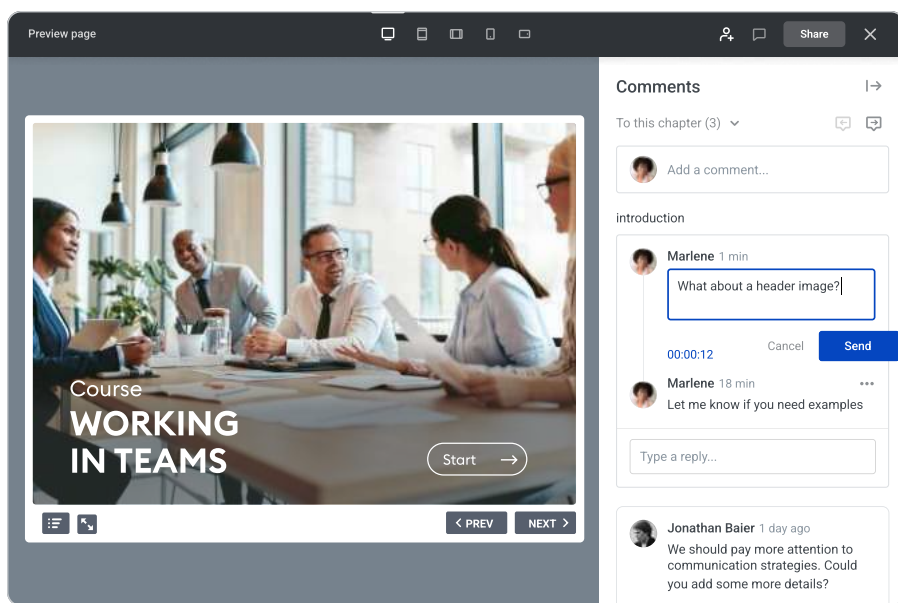 Preview page
Share
Comments
To this chapter (3)
Add a comment...
introduction
Marlene 1 min
What about a header image?
Cancel
Send
00:00:12
Marlene 18 min
Let me know if you need examples
Type a reply...
Jonathan Baier 1 day ago
We should pay more attention to
communication strategies. Could
you add some more details?
Course
WORKING
IN TEAMS
Start
PREV
NEXT